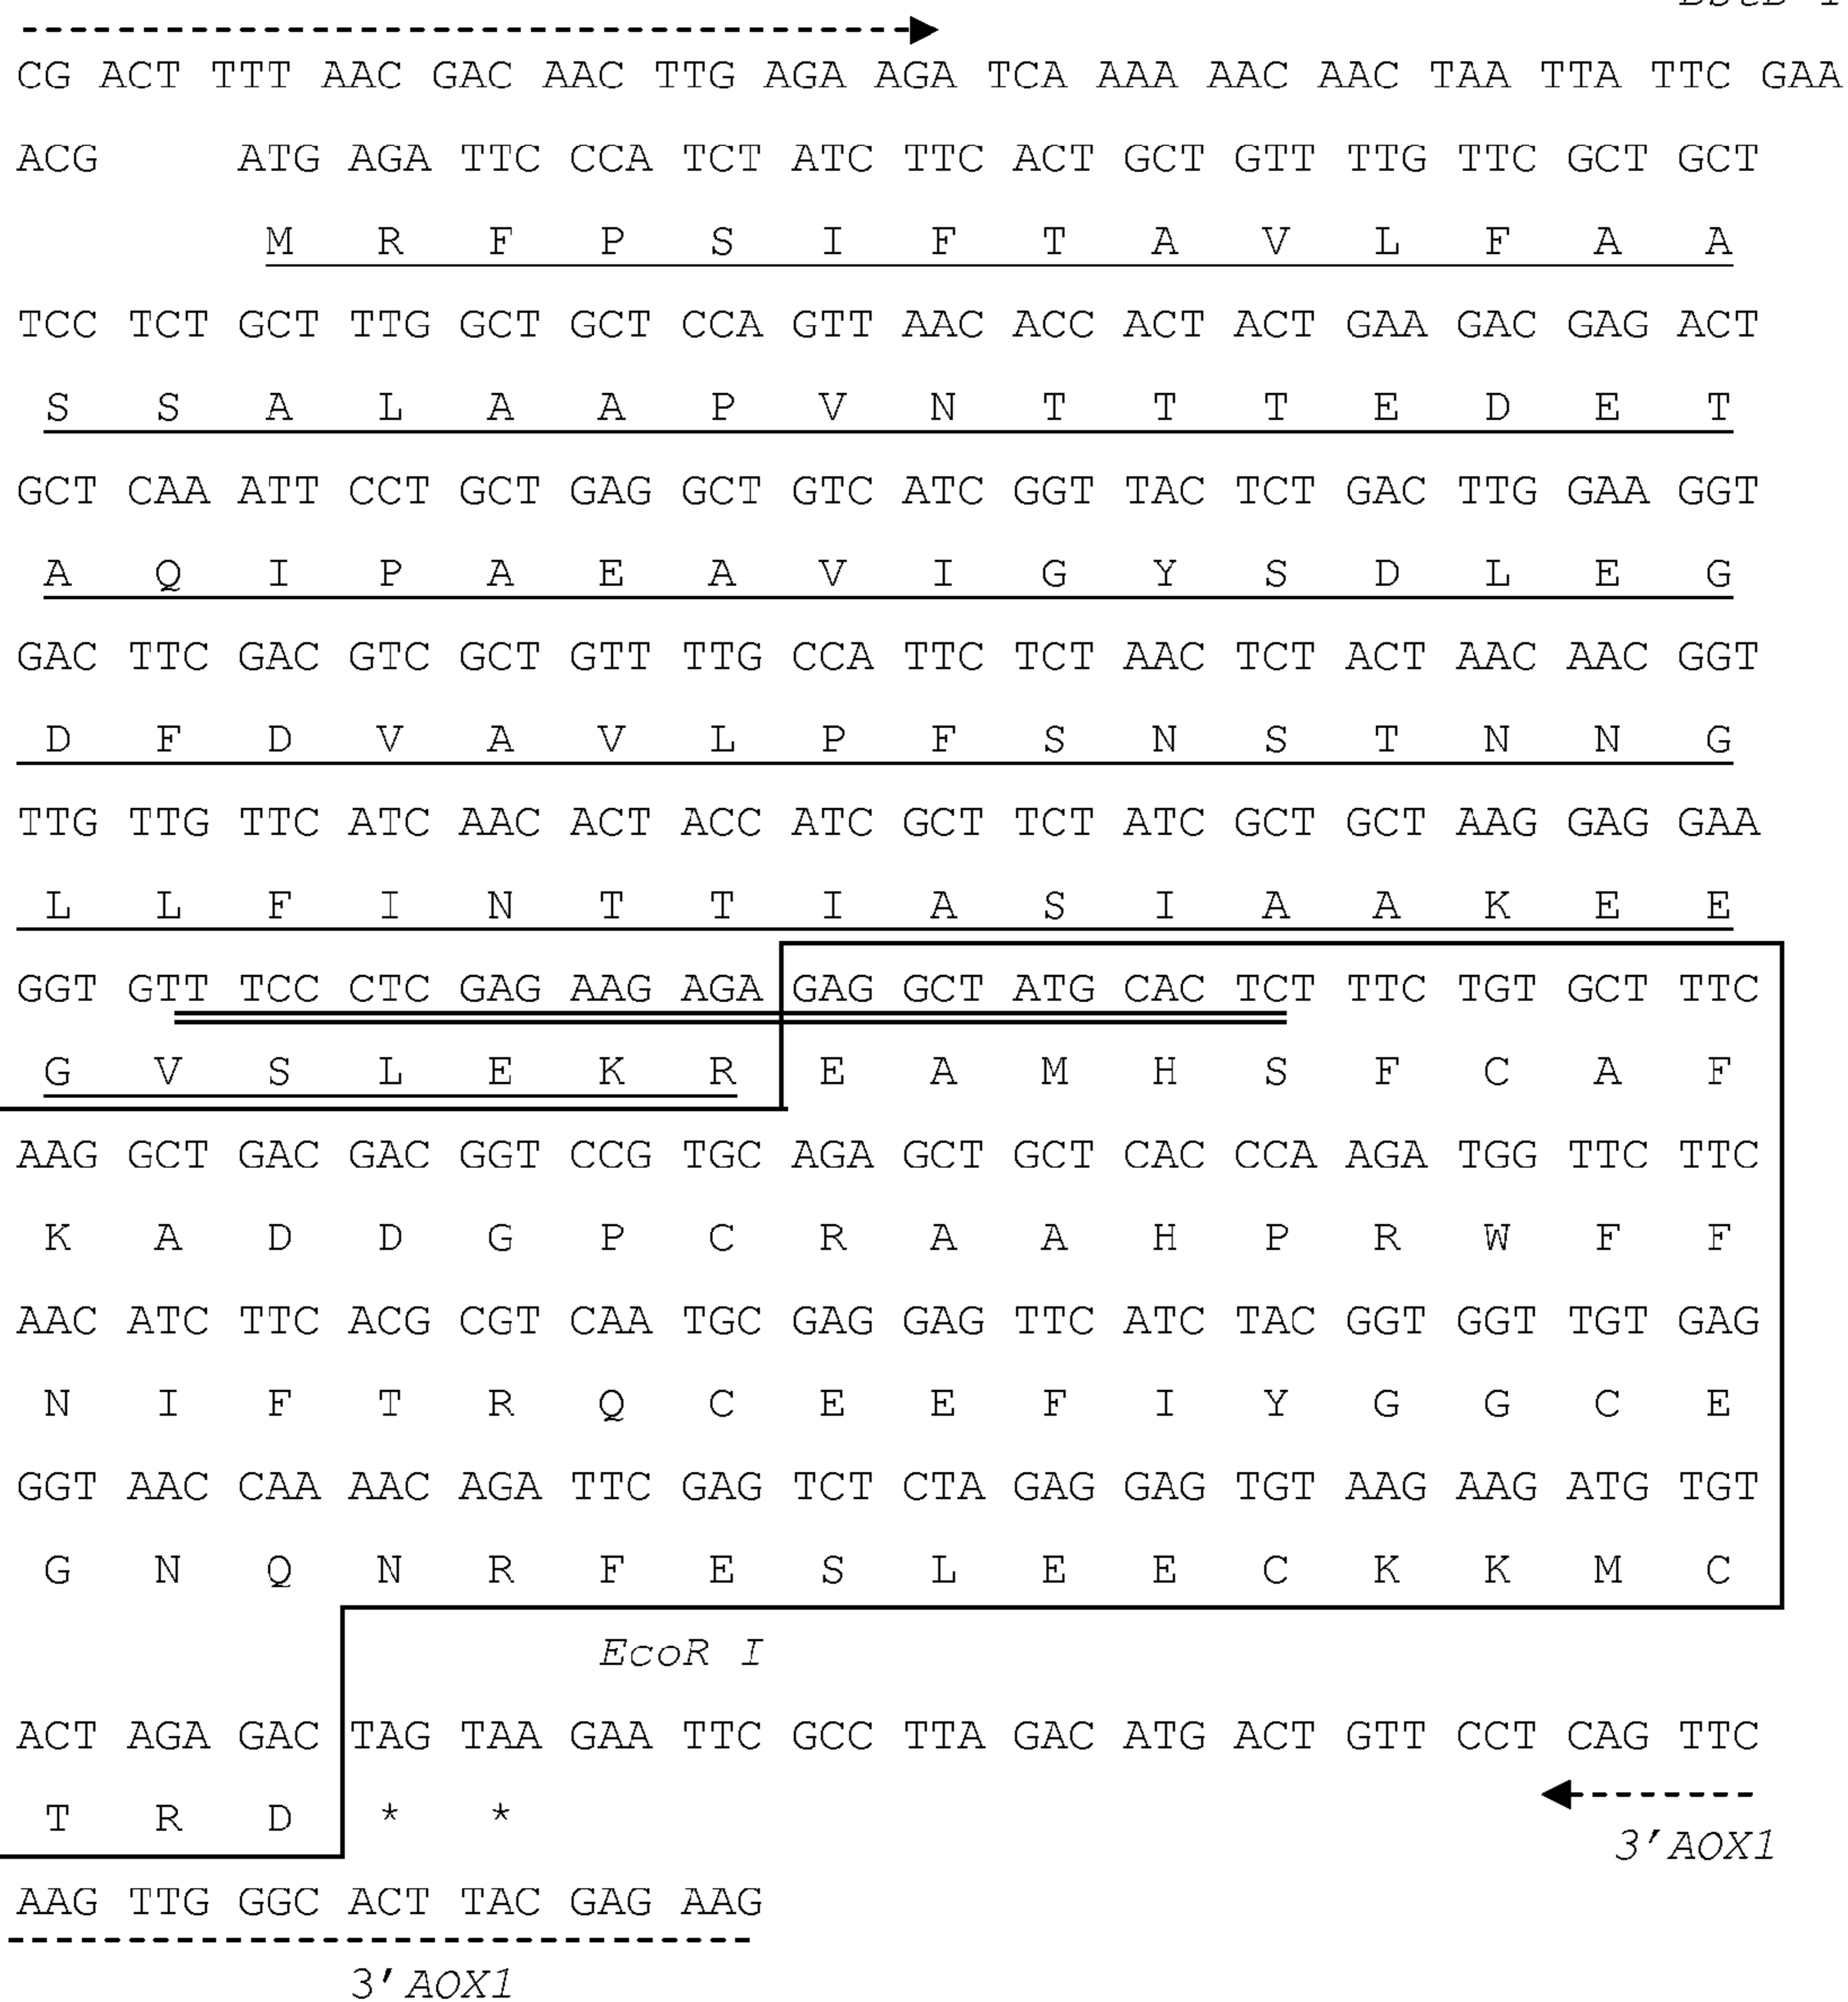 CG ACT TTT AAC GAC AAC TTG AGA AGA TCA AAA AAC AAC TAA TTA TTC GAA
ACG ATG AGA TTC CCA TCT ATC TTC ACT GCT GTT TTG TTC GCT GCT
M R F P S I F T A V L F A A
TCC TCT GCT TTG GCT GCT CCA GTT AAC ACC ACT ACT GAA GAC GAG ACT
S S A L A A P V N T T T E D E T
GCT CAA ATT CCT GCT GAG GCT GTC ATC GGT TAC TCT GAC TTG GAA GGT
A Q I P A E A V I G Y S D L E G
GAC TTC GAC GTC GCT GTT TTG CCA TTC TCT AAC TCT ACT AAC AAC GGT
D F D V A V L P F S N S T N N G
TTG TTG TTC ATC AAC ACT ACC ATC GCT TCT ATC GCT GCT AAG GAG GAA
L L F I N T T I A S I A A K E E
GGT GTT TCC CTC GAG AAG AGA GAG GCT ATG CAC TCT TTC TGT GCT TTC
G V S L E K R E A M H S F C A F
AAG GCT GAC GAC GGT CCG TGC AGA GCT GCT CAC CCA AGA TGG TTC TTC
K A D D G P C R A A H P R W F F
AAC ATC TTC ACG CGT CAA TGC GAG GAG TTC ATC TAC GGT GGT TGT GAG
N I F T R Q C E E F I Y G G C E
GGT AAC CAA AAC AGA TTC GAG TCT CTA GAG GAG TGT AAG AAG ATG TGT
G N Q N R F E S L E E C K K M C
EcoR I
ACT AGA GAC TAG TAA GAA TTC GCC TTA GAC ATG ACT GTT CCT CAG TTC
T R D * *
3'AOX1
AAG TTG GGC ACT TAC GAG AAG
3'AOX1